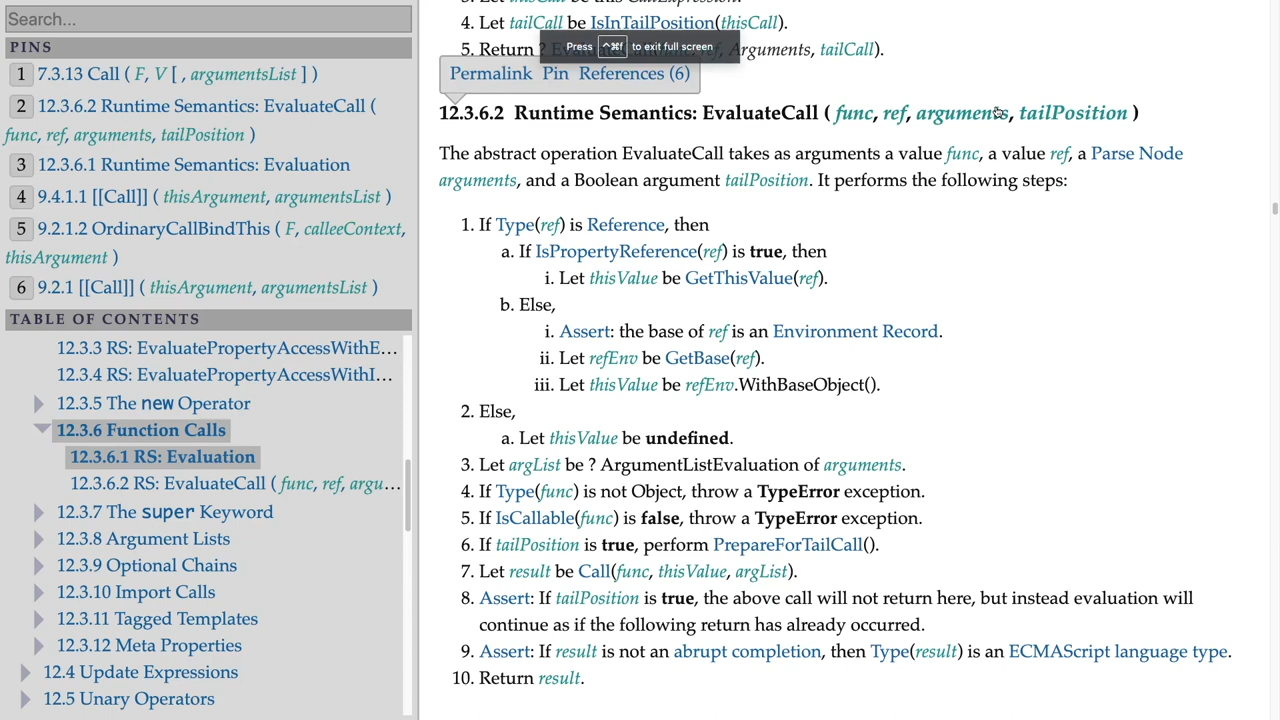 Search...
PINS
1 7.3.13 Call ( F, V [ , argumentsList ] )
2 12.3.6.2 Runtime Semantics: EvaluateCall (
func, ref, arguments, tailPosition )
3 12.3.6.1 Runtime Semantics: Evaluation
4 9.4.1.1 [[Call]] ( thisArgument, argumentsList )
5 9.2.1.2 OrdinaryCallBindThis ( F, calleeContext,
thisArgument )
6 9.2.1 [[Call]] ( thisArgument, argumentsList )
TABLE OF CONTENTS
12.3.3 RS: EvaluatePropertyAccessWithE…
12.3.4 RS: EvaluatePropertyAccessWithI…
12.3.5 The new Operator
12.3.6 Function Calls
12.3.6.1 RS: Evaluation
12.3.6.2 RS: EvaluateCall ( func, ref, argu…
12.3.7 The super Keyword
12.3.8 Argument Lists
12.3.9 Optional Chains
12.3.10 Import Calls
12.3.11 Tagged Templates
12.3.12 Meta Properties
12.4 Update Expressions
12.5 Unary Operators
4. Let tailCall be IsInTailPosition(thisCall).
5. Return ? Arguments, tailCall).
Press ^⌘f to exit full screen
Permalink Pin References (6)
12.3.6.2 Runtime Semantics: EvaluateCall ( func, ref, arguments, tailPosition )
The abstract operation EvaluateCall takes as arguments a value func, a value ref, a Parse Node
arguments, and a Boolean argument tailPosition. It performs the following steps:
1. If Type(ref) is Reference, then
a. If IsPropertyReference(ref) is true, then
i. Let thisValue be GetThisValue(ref).
b. Else,
i. Assert: the base of ref is an Environment Record.
ii. Let refEnv be GetBase(ref).
iii. Let thisValue be refEnv.WithBaseObject().
2. Else,
a. Let thisValue be undefined.
3. Let argList be ? ArgumentListEvaluation of arguments.
4. If Type(func) is not Object, throw a TypeError exception.
5. If IsCallable(func) is false, throw a TypeError exception.
6. If tailPosition is true, perform PrepareForTailCall().
7. Let result be Call(func, thisValue, argList).
8. Assert: If tailPosition is true, the above call will not return here, but instead evaluation will
continue as if the following return has already occurred.
9. Assert: If result is not an abrupt completion, then Type(result) is an ECMAScript language type.
10. Return result.